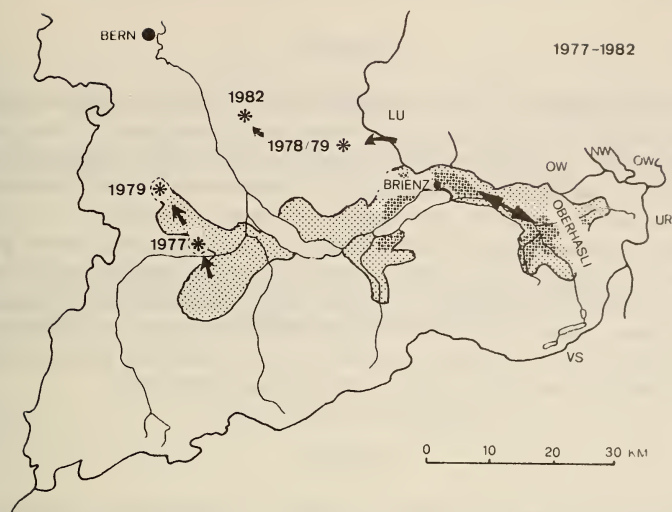 BERN
1977-1982
1982
LU
1978/79
1979
BRIENZ
OW
NW
OW
UR
OBERHASLI
1977
VS
0 10 20 30 KM